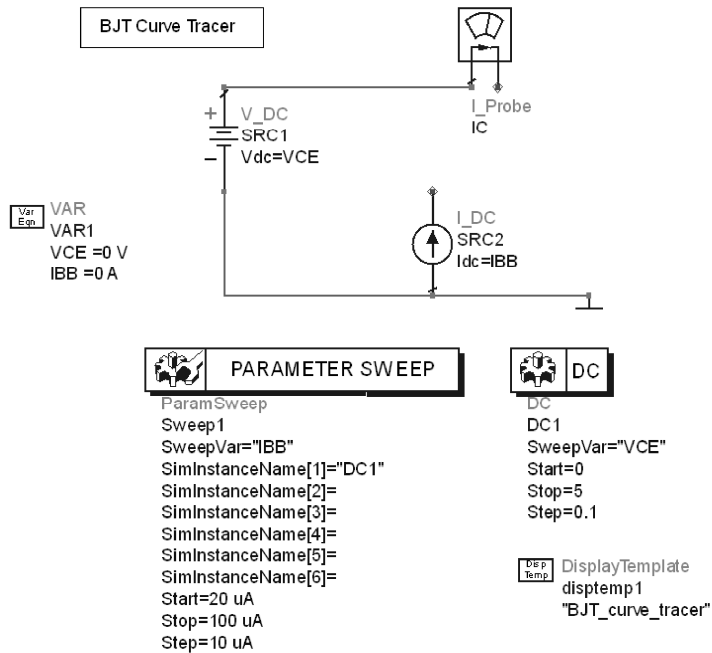 BJT Curve Tracer
I_Probe
IC
+
V_DC
SRC1
Vdc=VCE
–
Var
Eqn
VAR
VAR1
VCE =0 V
IBB =0 A
I_DC
SRC2
Idc=IBB
PARAMETER SWEEP
ParamSweep
Sweep1
SweepVar="IBB"
SimInstanceName[1]="DC1"
SimInstanceName[2]=
SimInstanceName[3]=
SimInstanceName[4]=
SimInstanceName[5]=
SimInstanceName[6]=
Start=20 uA
Stop=100 uA
Step=10 uA
DC
DC
DC1
SweepVar="VCE"
Start=0
Stop=5
Step=0.1
Disp
Temp
DisplayTemplate
disptemp1
"BJT_curve_tracer"